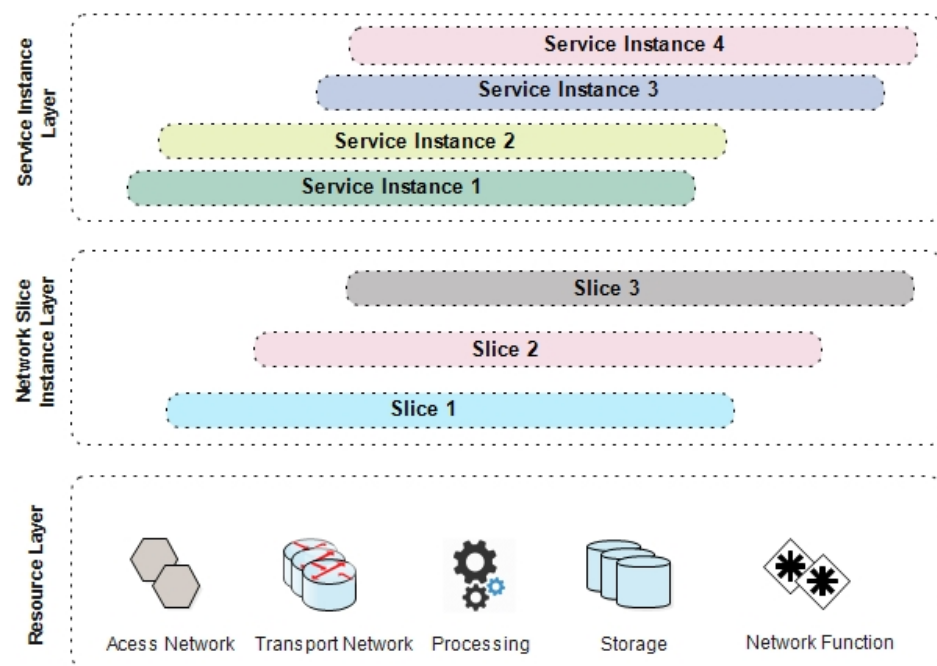 Service Instance
Layer
Service Instance 4
Service Instance 3
Service Instance 2
Service Instance 1
Network Slice
Instance Layer
Slice 3
Slice 2
Slice 1
Resource Layer
Acess Network
Transport Network
Processing
Storage
Network Function